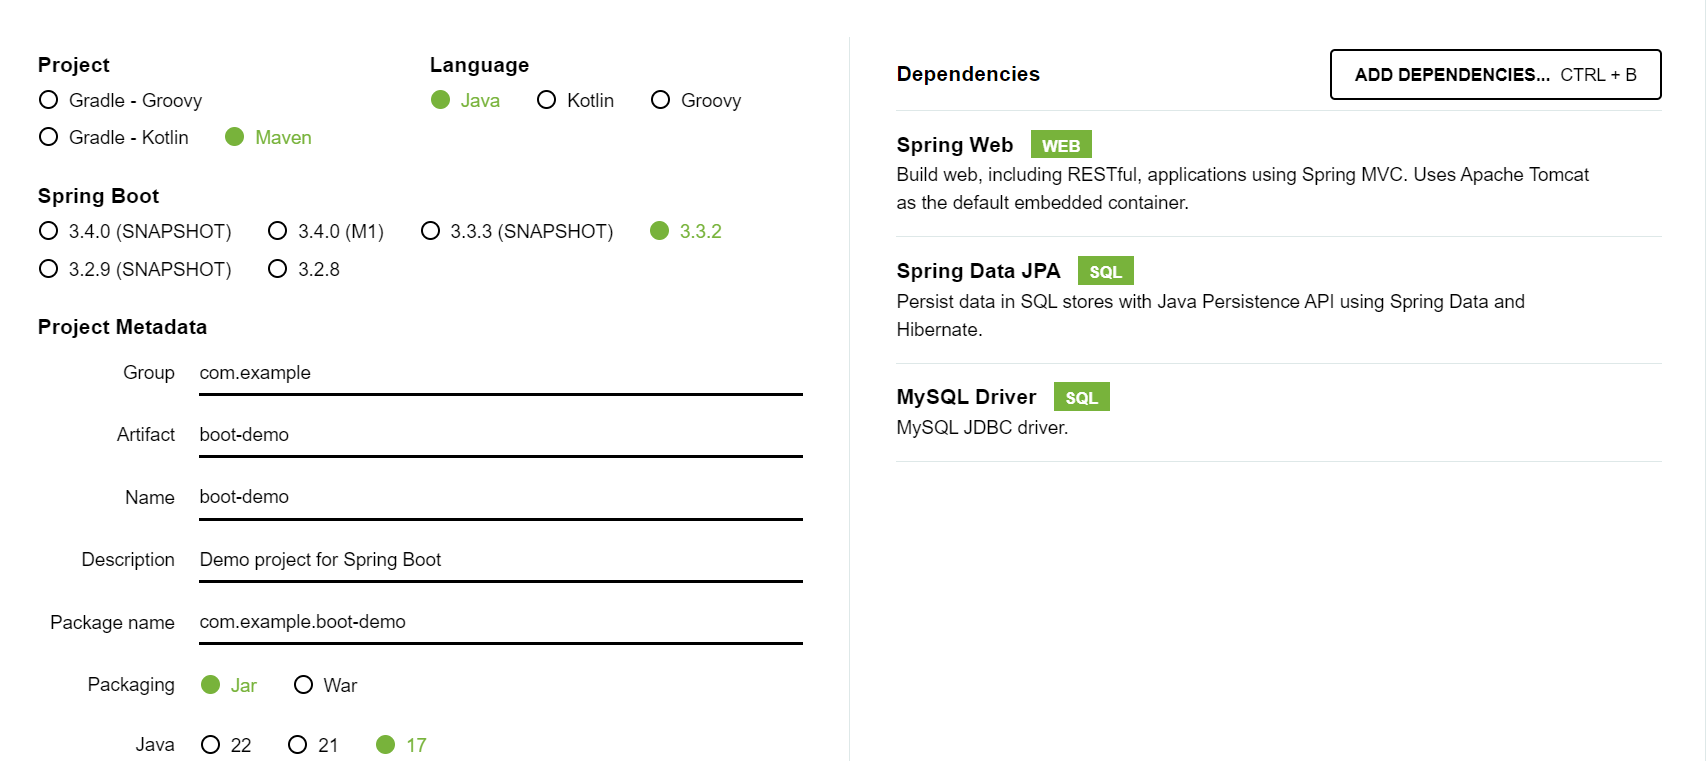 Project
Gradle - Groovy
Gradle - Kotlin Maven
Language
Java Kotlin Groovy
Spring Boot
3.4.0 (SNAPSHOT) 3.4.0 (M1) 3.3.3 (SNAPSHOT) 3.3.2
3.2.9 (SNAPSHOT) 3.2.8
Project Metadata
Group com.example
Artifact boot-demo
Name boot-demo
Description Demo project for Spring Boot
Package name com.example.boot-demo
Packaging Jar War
Java 22 21 17
Dependencies
ADD DEPENDENCIES... CTRL + B
Spring Web WEB
Build web, including RESTful, applications using Spring MVC. Uses Apache Tomcat
as the default embedded container.
Spring Data JPA SQL
Persist data in SQL stores with Java Persistence API using Spring Data and
Hibernate.
MySQL Driver SQL
MySQL JDBC driver.